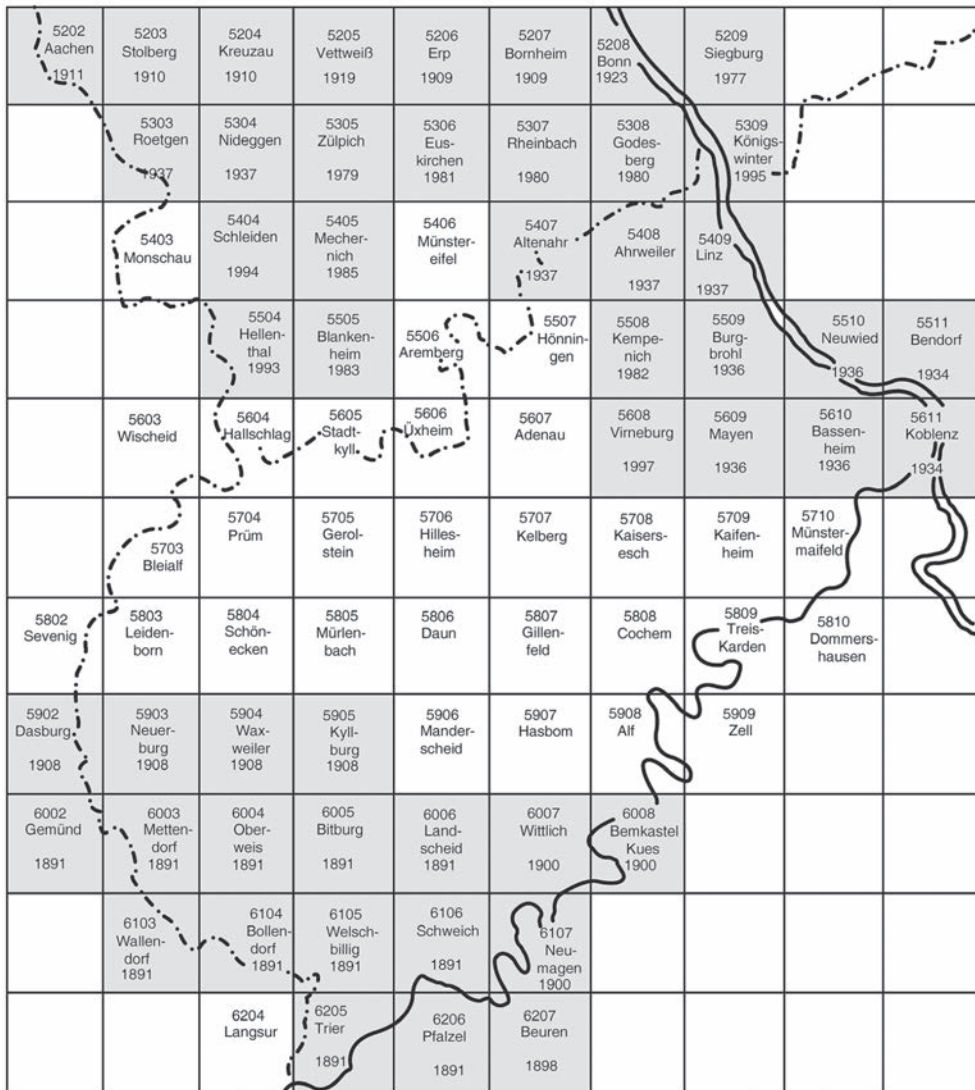 5202
Aachen
1911
5203
Stolberg
1910
5204
Kreuzau
1910
5205
Vettweiß
1919
5206
Erp
1909
5207
Bornheim
1909
5208
Bonn
1923
5209
Siegburg
1977
5303
Roetgen
1937
5304
Nideggen
1937
5305
Zülpich
1979
5306
Eus-
kirchen
1981
5307
Rheinbach
1980
5308
Godes-
berg
1980
5309
Königs-
winter
1995
5403
Monschau
5404
Schleiden
1994
5405
Mecher-
nich
1985
5406
Münster-
eifel
5407
Altenahr
1937
5408
Ahrweiler
1937
5409
Linz
1937
5504
Hellen-
thal
1993
5505
Blanken-
heim
1983
5506
Aremberg
5507
Hönnin-
gen
5508
Kempe-
nich
1982
5509
Burg-
brohl
1936
5510
Neuwied
1936
5511
Bendorf
1934
5603
Wischeid
5604
Hallschlag
5605
Stadt-
kyll
5606
Üxheim
5607
Adenau
5608
Virneburg
1997
5609
Mayen
1936
5610
Bassen-
heim
1936
5611
Koblenz
1934
5703
Bleialf
5704
Prüm
5705
Gerol-
stein
5706
Hilles-
heim
5707
Kelberg
5708
Kaisers-
esch
5709
Kaifen-
heim
5710
Münster-
maifeld
5802
Sevenig
5803
Leiden-
born
5804
Schön-
ecken
5805
Mürlen-
bach
5806
Daun
5807
Gillen-
feld
5808
Cochem
5809
Treis-
Karden
5810
Dommers-
hausen
5902
Dasburg
1908
5903
Neuer-
burg
1908
5904
Wax-
weiler
1908
5905
Kyll-
burg
1908
5906
Mander-
scheid
5907
Hasbom
5908
Alf
5909
Zell
6002
Gemünd
1891
6003
Metten-
dorf
1891
6004
Ober-
weis
1891
6005
Bitburg
1891
6006
Land-
scheid
1891
6007
Wittlich
1900
6008
Bemkastel
Kues
1900
6103
Wallen-
dorf
1891
6104
Bollen-
dorf
1891
6105
Welsch-
billig
1891
6106
Schweich
1891
6107
Neu-
magen
1900
6204
Langsur
6205
Trier
1891
6206
Pfalzel
1891
6207
Beuren
1898